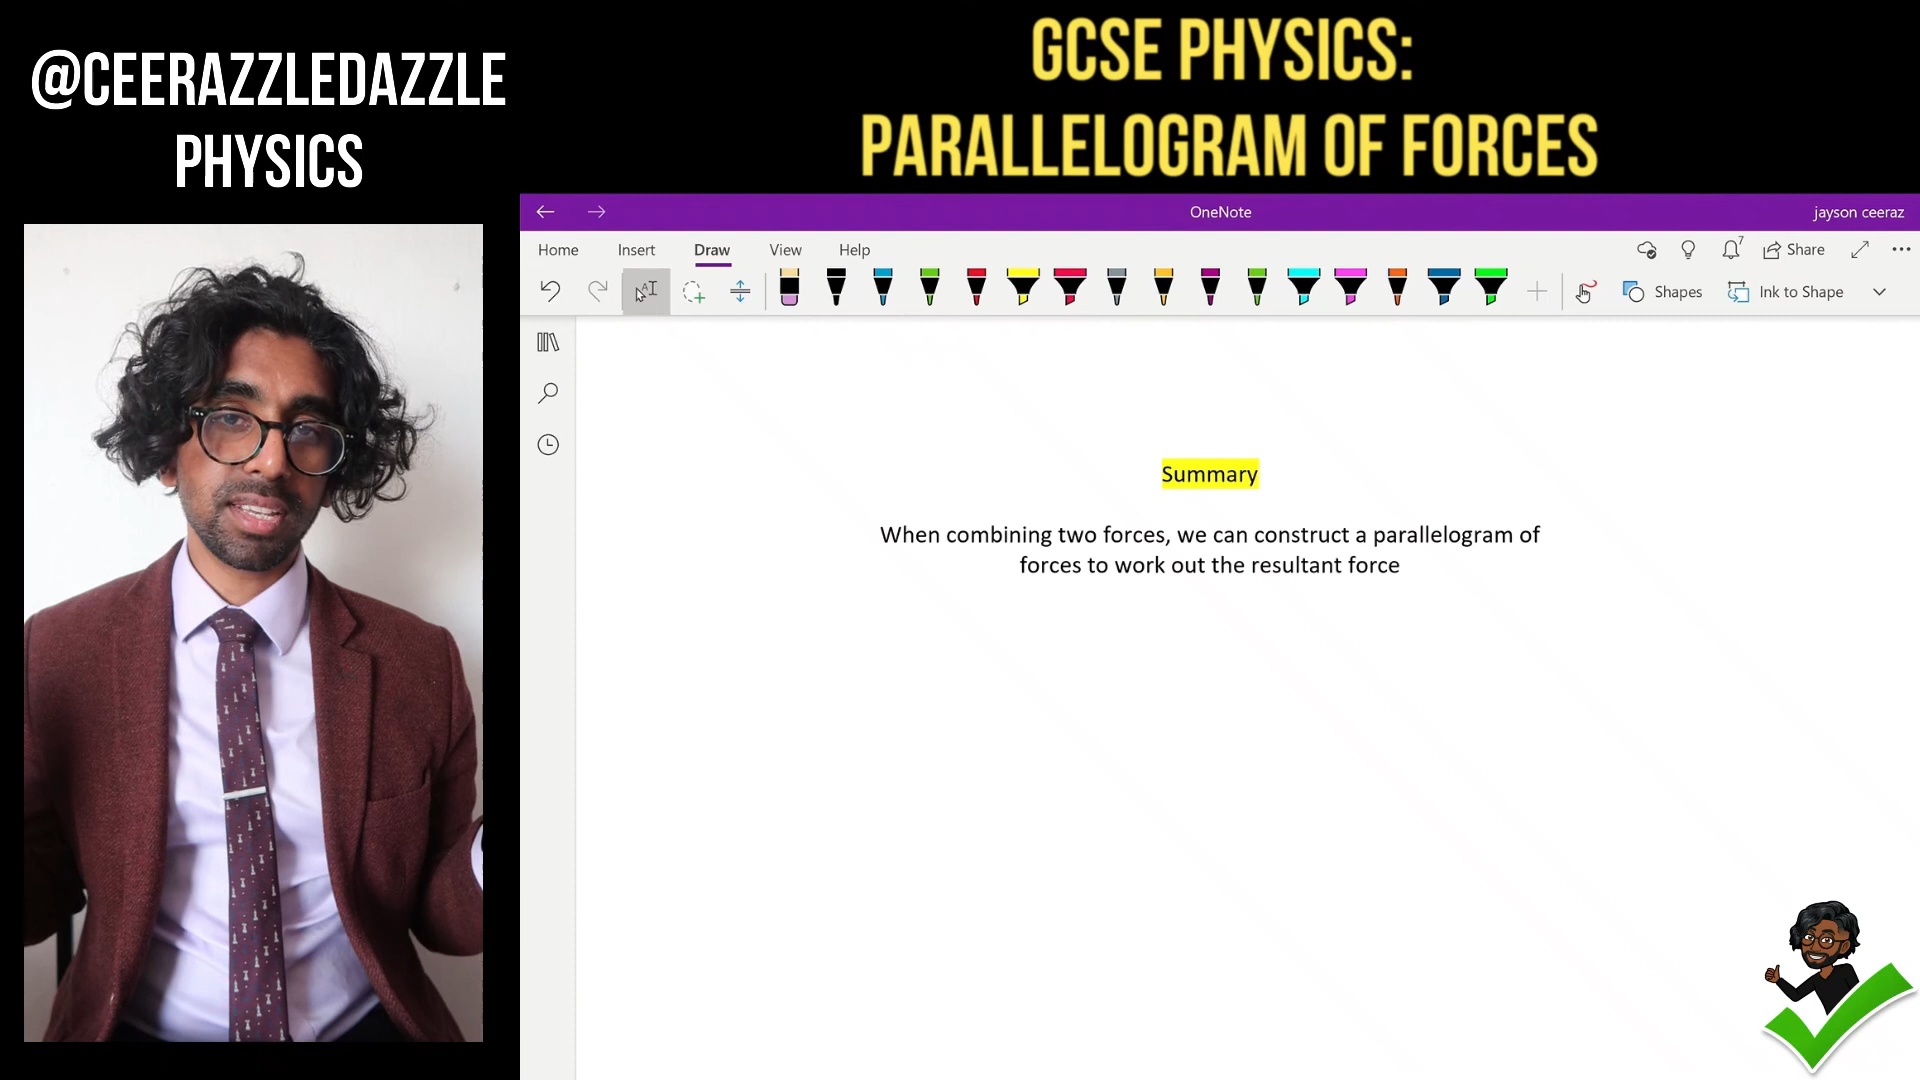 @CEERAZZLEDAZZLE
PHYSICS
GCSE PHYSICS:
PARALLELOGRAM OF FORCES
OneNote
jayson ceeraz
Home Insert Draw View Help
7 Share
Shapes Ink to Shape
Summary
When combining two forces, we can construct a parallelogram of
forces to work out the resultant force